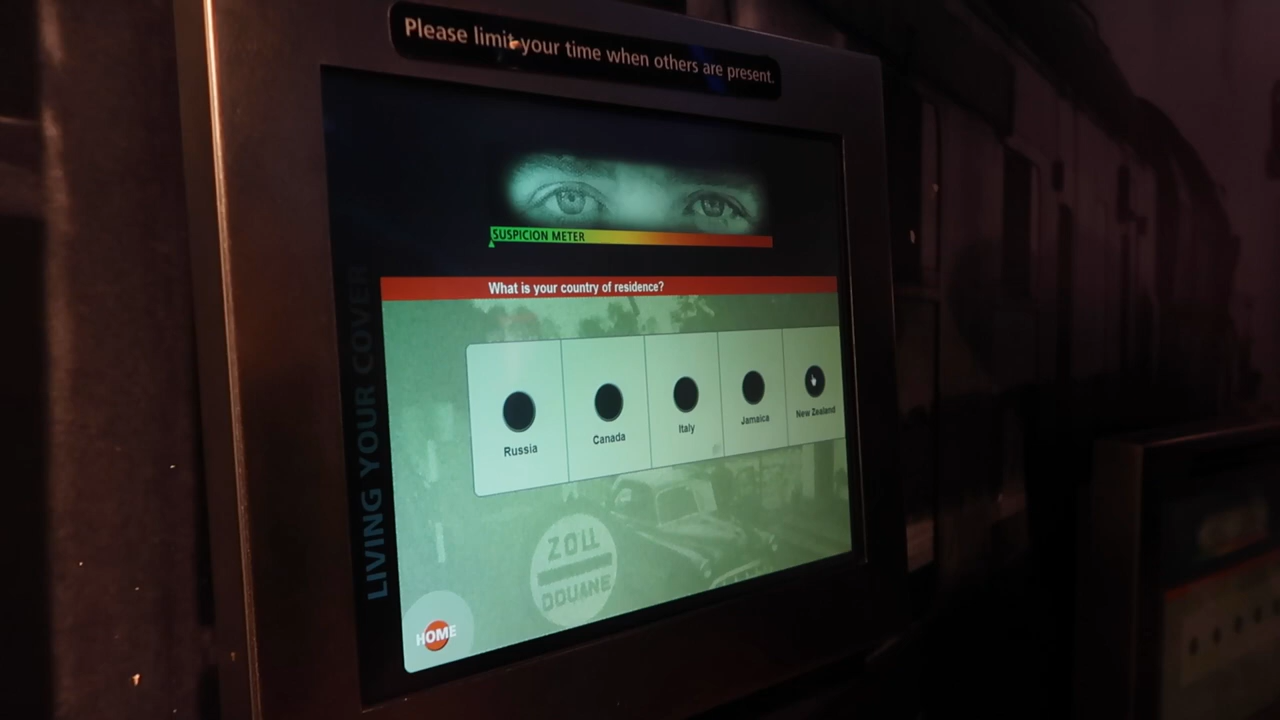 Please limit your time when others are present.
SUSPICION METER
What is your country of residence?
Russia
Canada
Italy
Jamaica
New Zealand
LIVING YOUR COVER
ZOLL
DOUANE
HOME